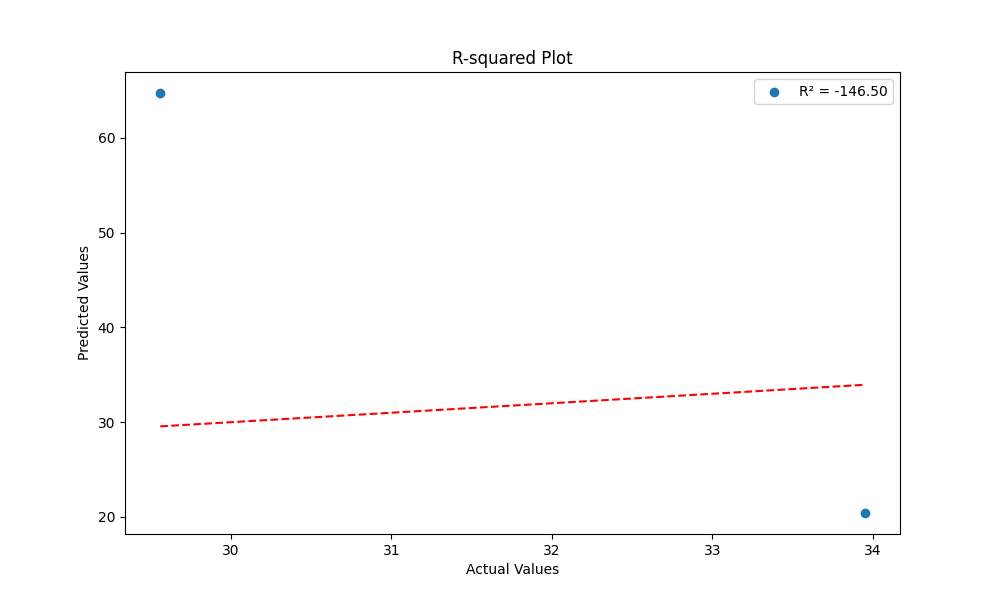 R-squared Plot
R² = -146.50
60
50
40
30
20
Predicted Values
30
31
32
33
34
Actual Values